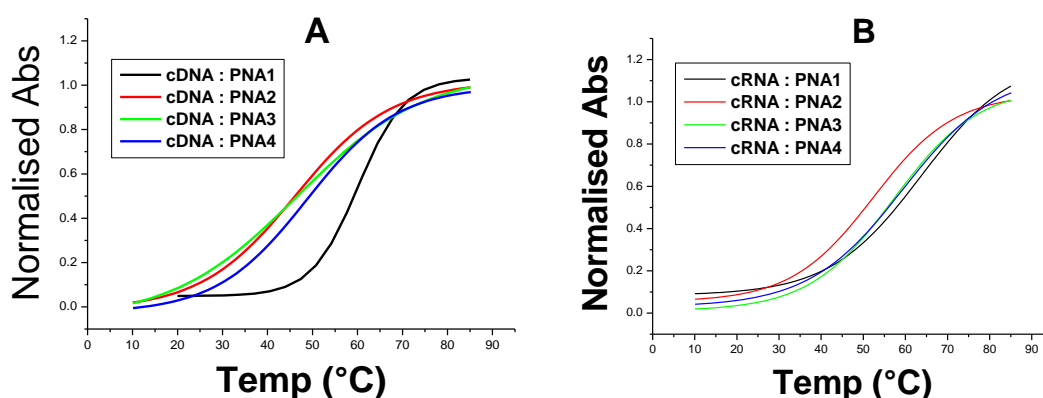 A
Normalised Abs
1.2
1.0
0.8
0.6
0.4
0.2
0.0
cDNA : PNA1
cDNA : PNA2
cDNA : PNA3
cDNA : PNA4
0 10 20 30 40 50 60 70 80 90
Temp (°C)
B
Normalised Abs
1.2
1.0
0.8
0.6
0.4
0.2
0.0
cRNA : PNA1
cRNA : PNA2
cRNA : PNA3
cRNA : PNA4
0 10 20 30 40 50 60 70 80 90
Temp (°C)